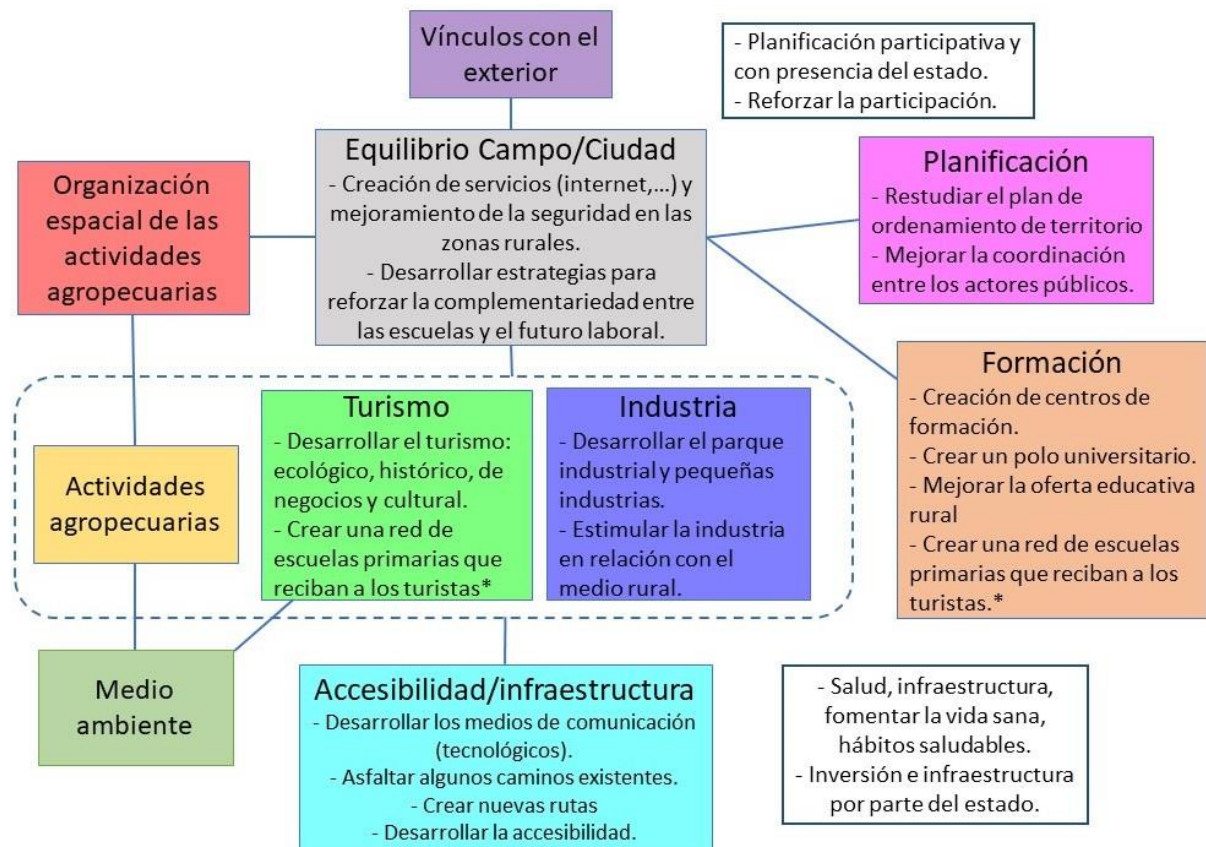 Vínculos con el
exterior
- Planificación participativa y
con presencia del estado.
- Reforzar la participación.
Equilibrio Campo/Ciudad
- Creación de servicios (internet,...) y
mejoramiento de la seguridad en las
zonas rurales.
- Desarrollar estrategias para
reforzar la complementariedad entre
las escuelas y el futuro laboral.
Organización
espacial de las
actividades
agropecuarias
Planificación
- Restudiar el plan de
ordenamiento de territorio
- Mejorar la coordinación
entre los actores públicos.
Formación
- Creación de centros de
formación.
- Crear un polo universitario.
- Mejorar la oferta educativa
rural
- Crear una red de escuelas
primarias que reciban a los
turistas.*
Turismo
- Desarrollar el turismo:
ecológico, histórico, de
negocios y cultural.
- Crear una red de
escuelas primarias que
reciban a los turistas*
Industria
- Desarrollar el parque
industrial y pequeñas
industrias.
- Estimular la industria
en relación con el
medio rural.
Actividades
agropecuarias
Medio
ambiente
Accesibilidad/infraestructura
- Desarrollar los medios de comunicación
(tecnológicos).
- Asfaltar algunos caminos existentes.
- Crear nuevas rutas
- Desarrollar la accesibilidad.
- Salud, infraestructura,
fomentar la vida sana,
hábitos saludables.
- Inversión e infraestructura
por parte del estado.